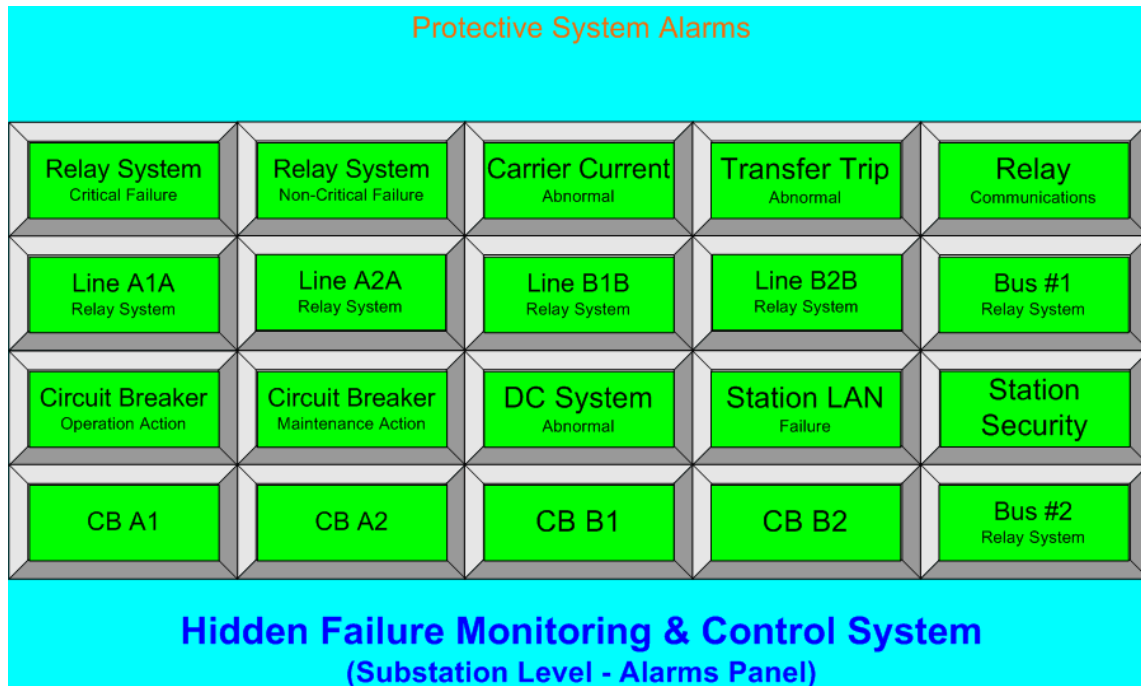 Protective System Alarms
Relay System
Critical Failure
Relay System
Non-Critical Failure
Carrier Current
Abnormal
Transfer Trip
Abnormal
Relay
Communications
Line A1A
Relay System
Line A2A
Relay System
Line B1B
Relay System
Line B2B
Relay System
Bus #1
Relay System
Circuit Breaker
Operation Action
Circuit Breaker
Maintenance Action
DC System
Abnormal
Station LAN
Failure
Station
Security
CB A1
CB A2
CB B1
CB B2
Bus #2
Relay System
Hidden Failure Monitoring & Control System
(Substation Level - Alarms Panel)